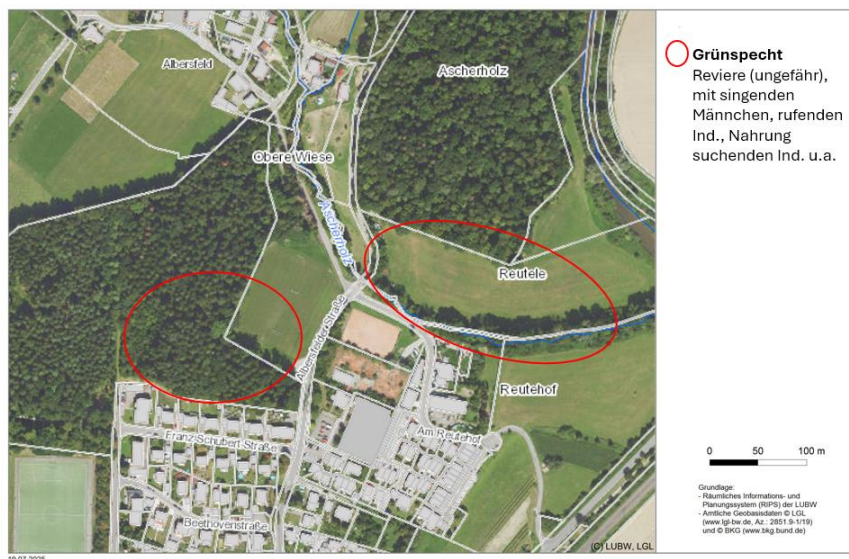 Albersfeld
Ascherholz
Obere Wiese
Ascherholz
Reutele
Albersfelder Straße
Reutehof
Franz-Schubert-Straße
Am Reutehof
Beethovenstraße
(C) LUBW, LGL
Grünspecht
Reviere (ungefähr),
mit singenden
Männchen, rufenden
Ind., Nahrung
suchenden Ind. u.a.
0 50 100 m
Grundlage:
- Räumliches Informations- und
Planungssystem (RIPS) der LUBW
- Amtliche Geobasisdaten © LGL
(www.lgl-bw.de, Az.: 2851.9-1/19)
und © BKG (www.bkg.bund.de)